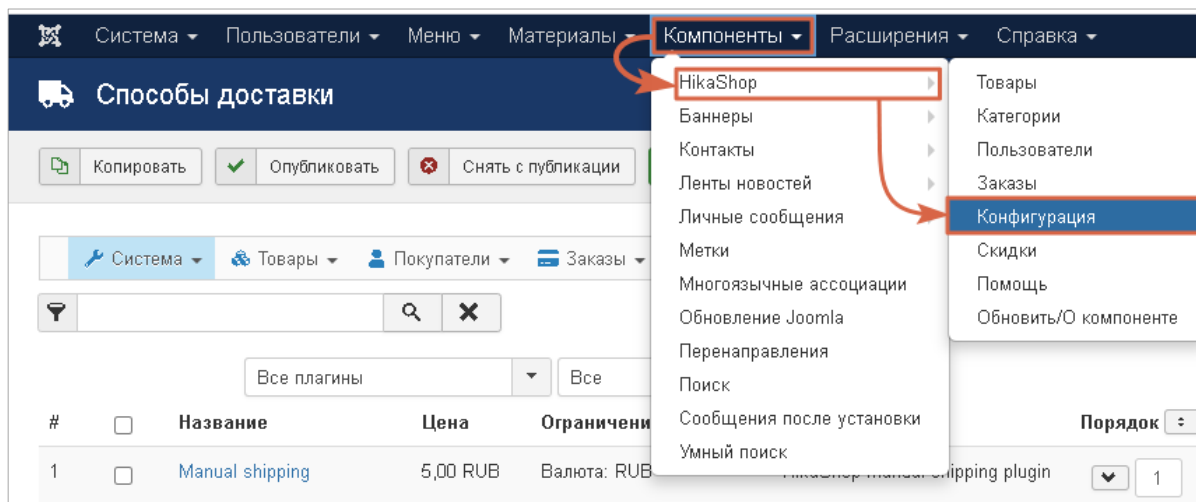 Система Пользователи Меню Материалы Компоненты Расширения Справка
Способы доставки
HikaShop
Товары
Баннеры
Категории
Копировать Опубликовать Снять с публикации
Контакты
Пользователи
Ленты новостей
Заказы
Личные сообщения
Конфигурация
Система Товары Покупатели Заказы
Метки
Скидки
Многоязычные ассоциации
Помощь
Обновление Joomla
Обновить/О компоненте
Перенаправления
Все плагины Все
Поиск
# Название Цена Ограничени Порядок
Сообщения после установки
Умный поиск
1 Manual shipping 5,00 RUB Валюта: RUB HikaShop manual shipping plugin 1